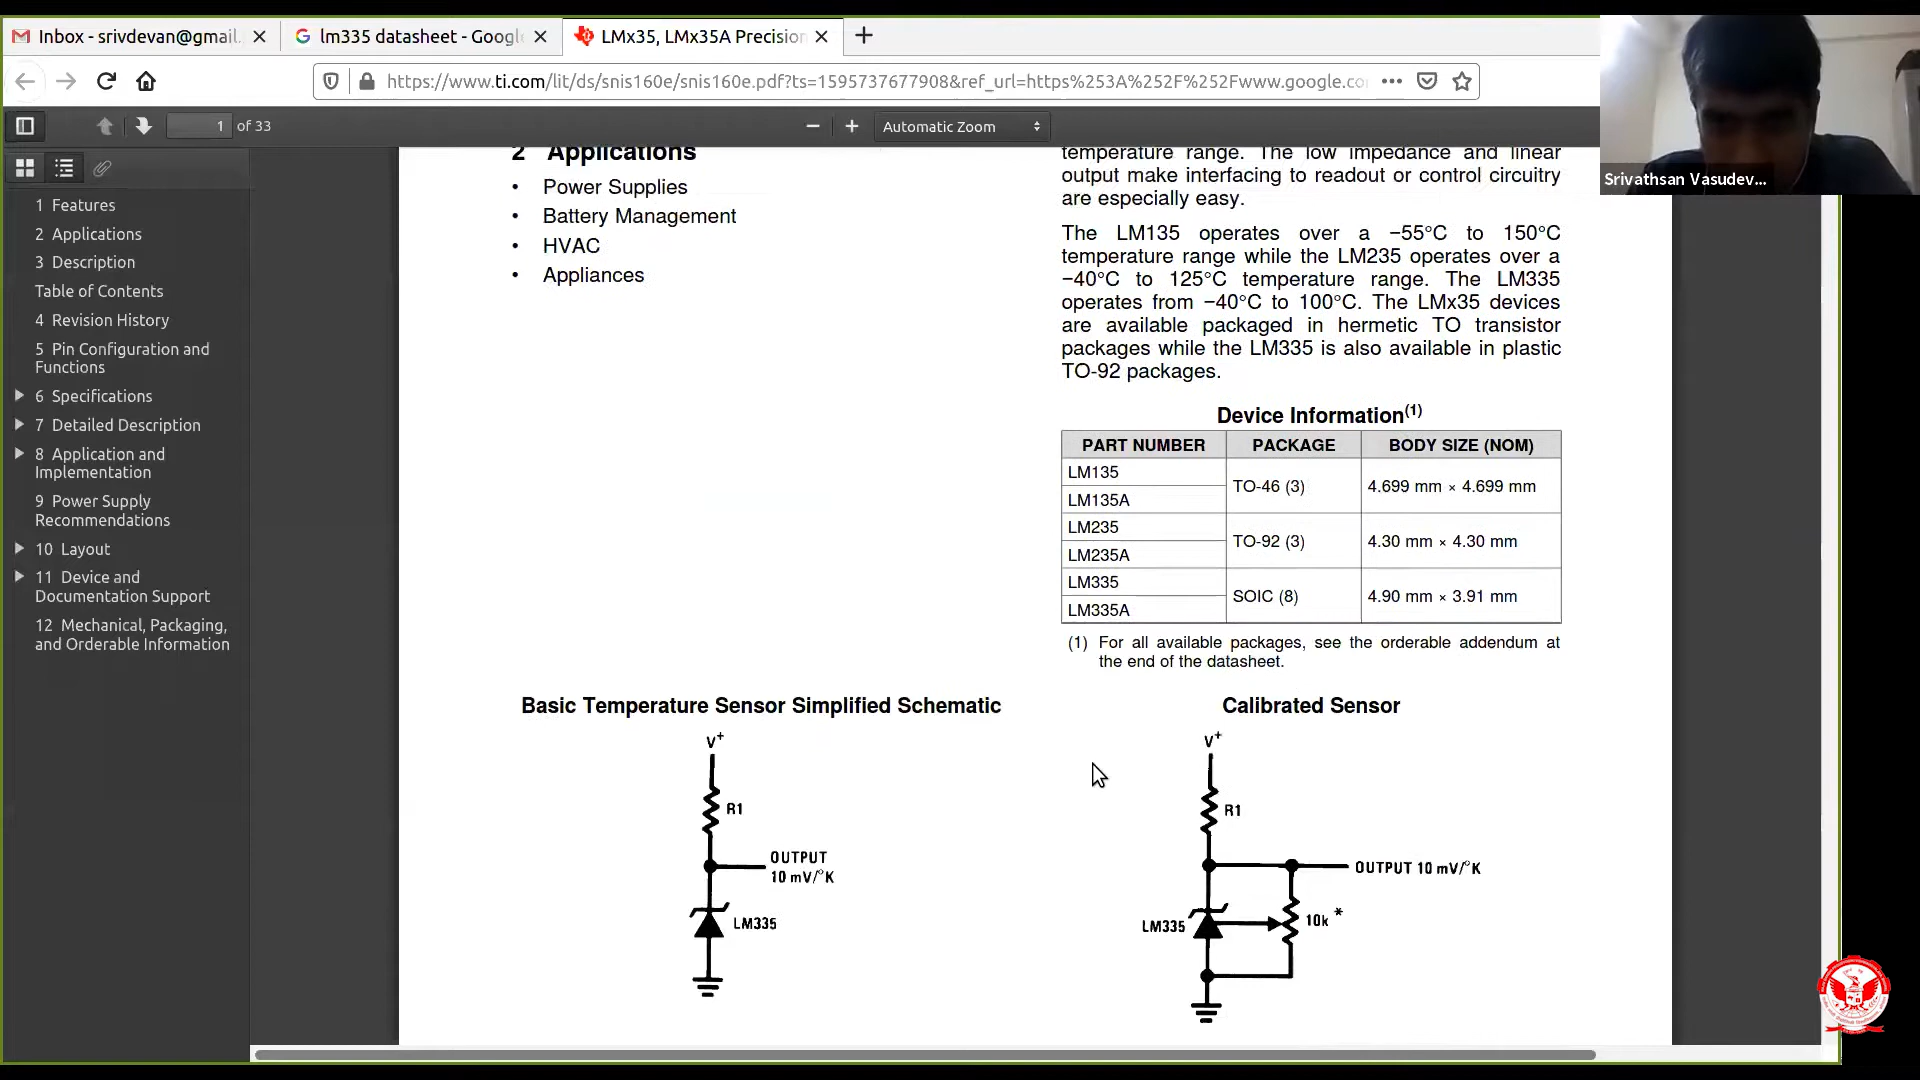 Inbox - srivdevan@gmail.
lm335 datasheet - Google
LMx35, LMx35A Precision
https://www.ti.com/lit/ds/snis160e/snis160e.pdf?ts=1595737677908&ref_url=https%253A%252F%252Fwww.google.co
1 of 33
Automatic Zoom
Srivathsan Vasudev...
1 Features
2 Applications
3 Description
Table of Contents
4 Revision History
5 Pin Configuration and
Functions
6 Specifications
7 Detailed Description
8 Application and
Implementation
9 Power Supply
Recommendations
10 Layout
11 Device and
Documentation Support
12 Mechanical, Packaging,
and Orderable Information
2 Applications
• Power Supplies
• Battery Management
• HVAC
• Appliances
temperature range. The low impedance and linear
output make interfacing to readout or control circuitry
are especially easy.
The LM135 operates over a −55°C to 150°C
temperature range while the LM235 operates over a
−40°C to 125°C temperature range. The LM335
operates from −40°C to 100°C. The LMx35 devices
are available packaged in hermetic TO transistor
packages while the LM335 is also available in plastic
TO-92 packages.
Device Information(1)
PART NUMBER PACKAGE BODY SIZE (NOM)
LM135
TO-46 (3) 4.699 mm × 4.699 mm
LM135A
LM235
TO-92 (3) 4.30 mm × 4.30 mm
LM235A
LM335
SOIC (8) 4.90 mm × 3.91 mm
LM335A
(1) For all available packages, see the orderable addendum at
the end of the datasheet.
Basic Temperature Sensor Simplified Schematic
V+
R1
OUTPUT
10 mV/°K
LM335
Calibrated Sensor
V+
R1
OUTPUT 10 mV/°K
LM335
10k *